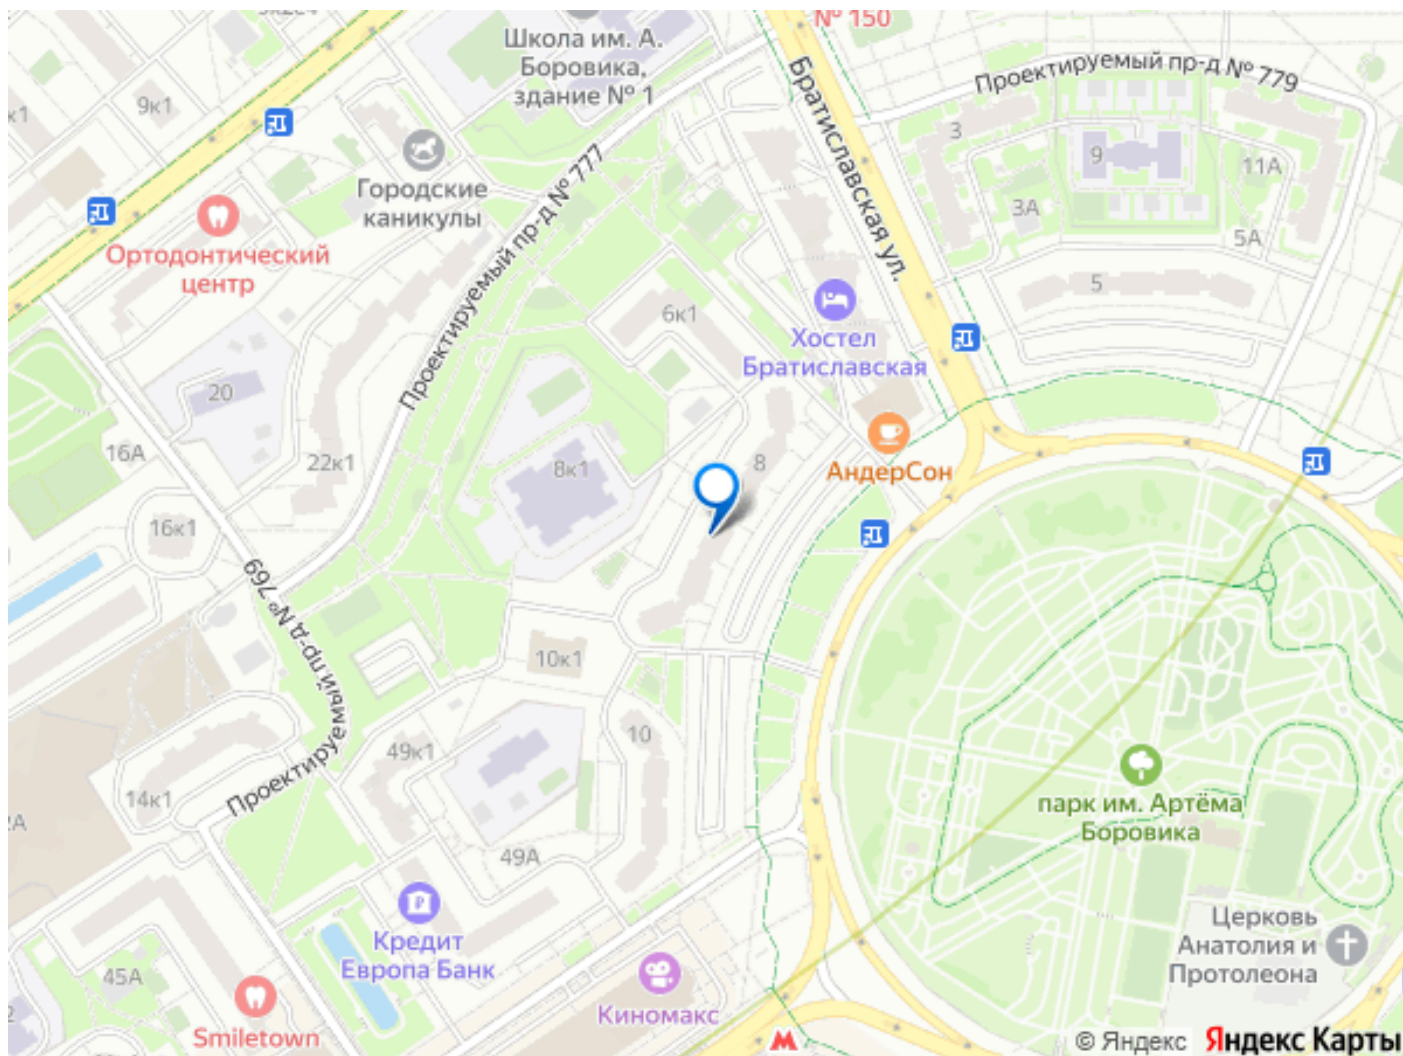 № 150
Школа им. А.
Боровика,
здание № 1
Братиславская ул.
Проектируемый пр-д № 779
9к1
3
9
11А
3А
5А
5
Городские
каникулы
Проектируемый пр-д № 777
Ортодонтический
центр
6к1
Хостел
Братиславская
20
22к1
16А
16к1
8к1
8
АндерСон
Проектируемый пр-д № 769
10к1
10
49к1
14к1
49А
парк им. Артёма
Боровика
Кредит
Европа Банк
45А
Smiletown
Киномакс
Церковь
Анатолия и
Протолеона
© Яндекс Яндекс Карты